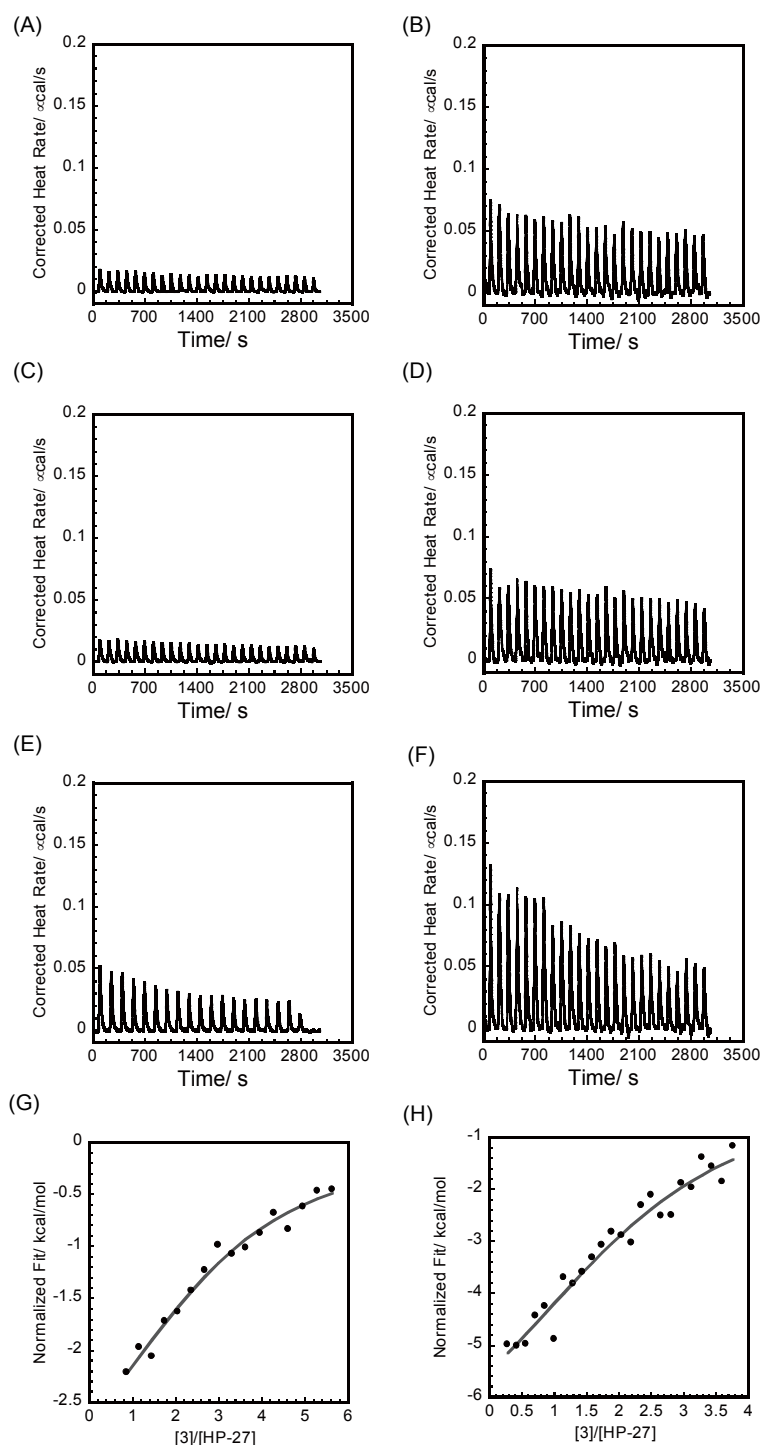 (A)
0.2
0.15
0.1
0.05
0
Corrected Heat Rate/ ∝cal/s
0 700 1400 2100 2800 3500
Time/ s
(B)
0.2
0.15
0.1
0.05
0
Corrected Heat Rate/ ∝cal/s
0 700 1400 2100 2800 3500
Time/ s
(C)
0.2
0.15
0.1
0.05
0
Corrected Heat Rate/ ∝cal/s
0 700 1400 2100 2800 3500
Time/ s
(D)
0.2
0.15
0.1
0.05
0
Corrected Heat Rate/ ∝cal/s
0 700 1400 2100 2800 3500
Time/ s
(E)
0.2
0.15
0.1
0.05
0
Corrected Heat Rate/ ∝cal/s
0 700 1400 2100 2800 3500
Time/ s
(F)
0.2
0.15
0.1
0.05
0
Corrected Heat Rate/ ∝cal/s
0 700 1400 2100 2800 3500
Time/ s
(G)
0
-0.5
-1
-1.5
-2
-2.5
Normalized Fit/ kcal/mol
0 1 2 3 4 5 6
[3]/[HP-27]
(H)
-1
-2
-3
-4
-5
-6
Normalized Fit/ kcal/mol
0 0.5 1 1.5 2 2.5 3 3.5 4
[3]/[HP-27]